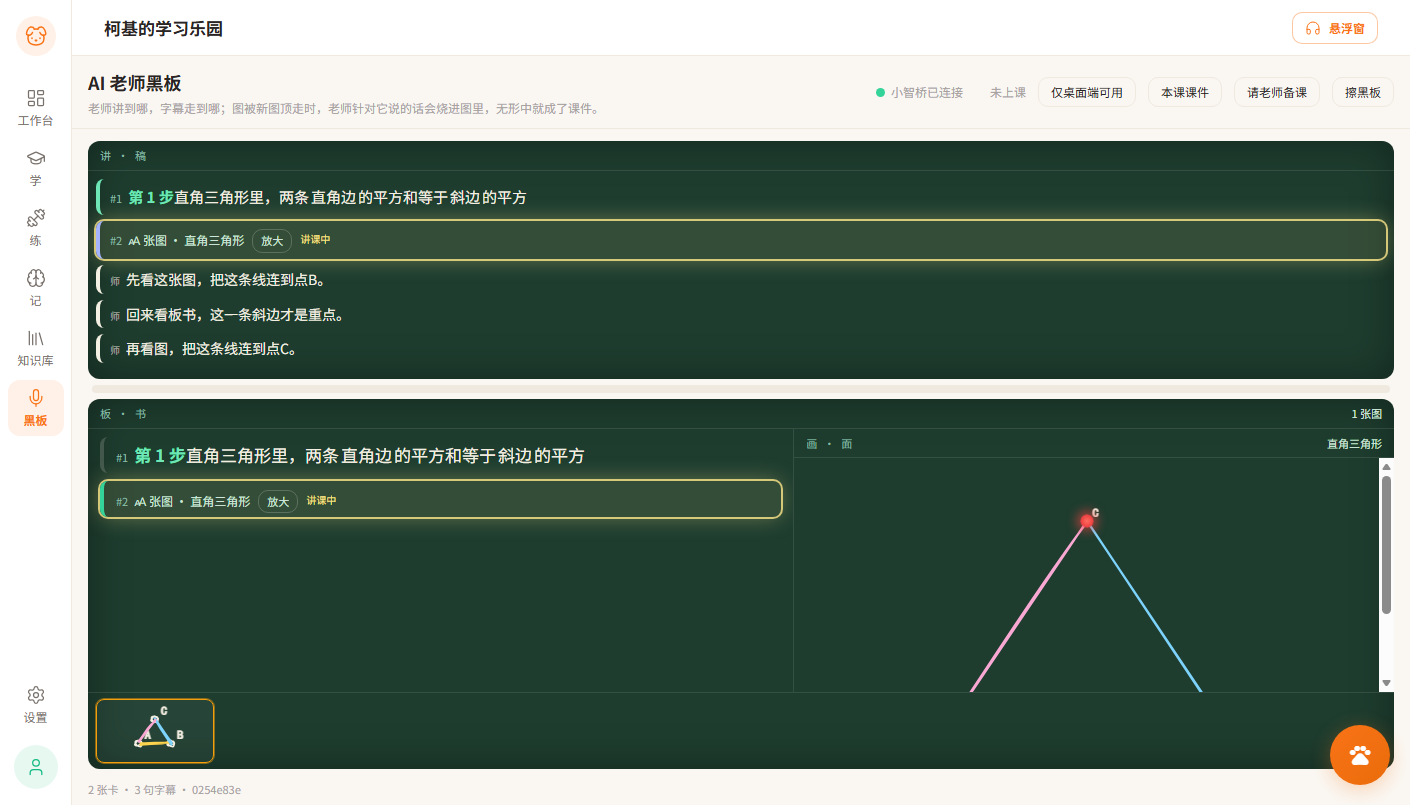 柯基的学习乐园
悬浮窗
AI 老师黑板
老师讲到哪，字幕走到哪；图被新图顶走时，老师针对它说的话会烧进图里，无形中就成了课件。
小智桥已连接
未上课
仅桌面端可用
本课课件
请老师备课
擦黑板
工作台
学
练
记
知识库
黑板
设置
讲 · 稿
#1 第 1 步直角三角形里，两条直角边的平方和等于斜边的平方
#2 AA 张图 · 直角三角形 放大 讲课中
师 先看这张图，把这条线连到点B。
师 回来看板书，这一条斜边才是重点。
师 再看图，把这条线连到点C。
板 · 书
1 张图
#1 第 1 步直角三角形里，两条直角边的平方和等于斜边的平方
#2 AA 张图 · 直角三角形 放大 讲课中
画 · 面
直角三角形
C
C
A
B
2 张卡 · 3 句字幕 · 0254e83e